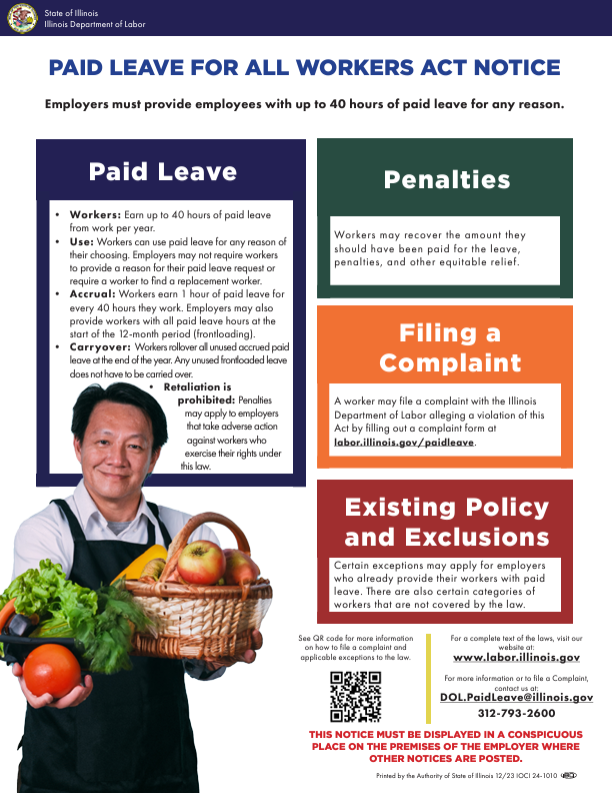 State of Illinois
Illinois Department of Labor
PAID LEAVE FOR ALL WORKERS ACT NOTICE
Employers must provide employees with up to 40 hours of paid leave for any reason.
Paid Leave
• Workers: Earn up to 40 hours of paid leave
from work per year.
• Use: Workers can use paid leave for any reason of
their choosing. Employers may not require workers
to provide a reason for their paid leave request or
require a worker to find a replacement worker.
• Accrual: Workers earn 1 hour of paid leave for
every 40 hours they work. Employers may also
provide workers with all paid leave hours at the
start of the 12-month period (frontloading).
• Carryover: Workers rollover all unused accrued paid
leave at the end of the year. Any unused frontloaded leave
does not have to be carried over.
• Retaliation is
prohibited: Penalties
may apply to employers
that take adverse action
against workers who
exercise their rights under
this law.
Penalties
Workers may recover the amount they
should have been paid for the leave,
penalties, and other equitable relief.
Filing a
Complaint
A worker may file a complaint with the Illinois
Department of Labor alleging a violation of this
Act by filling out a complaint form at
labor.illinois.gov/paidleave.
Existing Policy
and Exclusions
Certain exceptions may apply for employers
who already provide their workers with paid
leave. There are also certain categories of
workers that are not covered by the law.
See QR code for more information
on how to file a complaint and
applicable exceptions to the law.
For a complete text of the laws, visit our
website at:
www.labor.illinois.gov
For more information or to file a Complaint,
contact us at:
DOL.PaidLeave@illinois.gov
312-793-2600
THIS NOTICE MUST BE DISPLAYED IN A CONSPICUOUS
PLACE ON THE PREMISES OF THE EMPLOYER WHERE
OTHER NOTICES ARE POSTED.
Printed by the Authority of State of Illinois 12/23 IOCI 24-1010